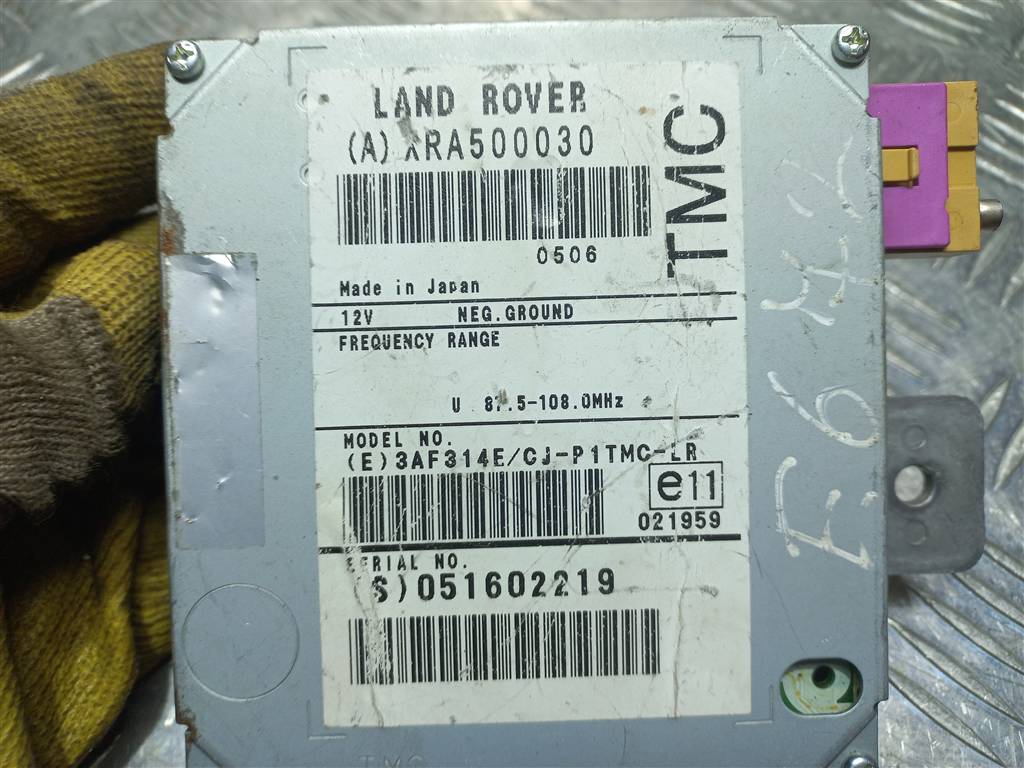 LAND ROVER
TMC
(A) XRA500030
0506
Made in Japan
12V NEG.GROUND
FREQUENCY RANGE
U 87.5-108.0MHz
MODEL NO.
(E)3AF314E/CJ-P1TMC-LR
e11
021959
SERIAL NO.
S)051602219
TMC